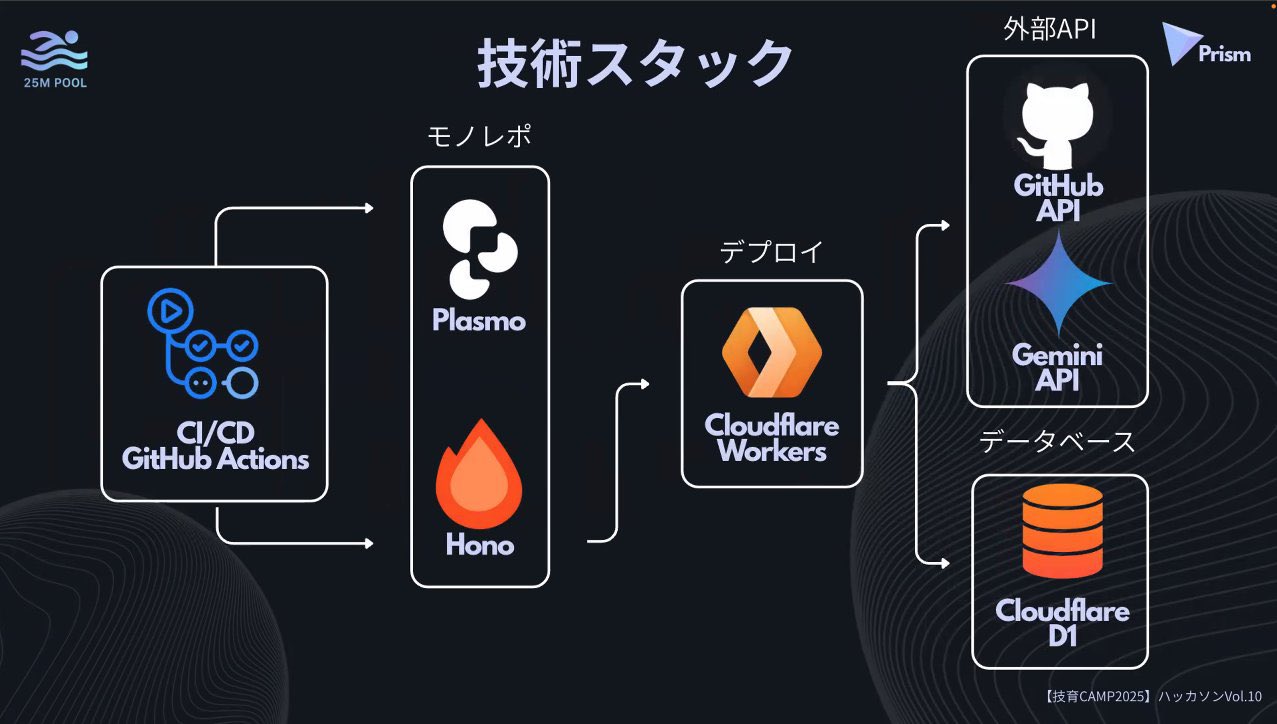 25M POOL
技術スタック
外部API
Prism
モノレポ
GitHub
API
デプロイ
Plasmo
Gemini
API
CI/CD
GitHub Actions
Cloudflare
Workers
データベース
Hono
Cloudflare
D1
【技育CAMP2025】ハッカソンVol.10